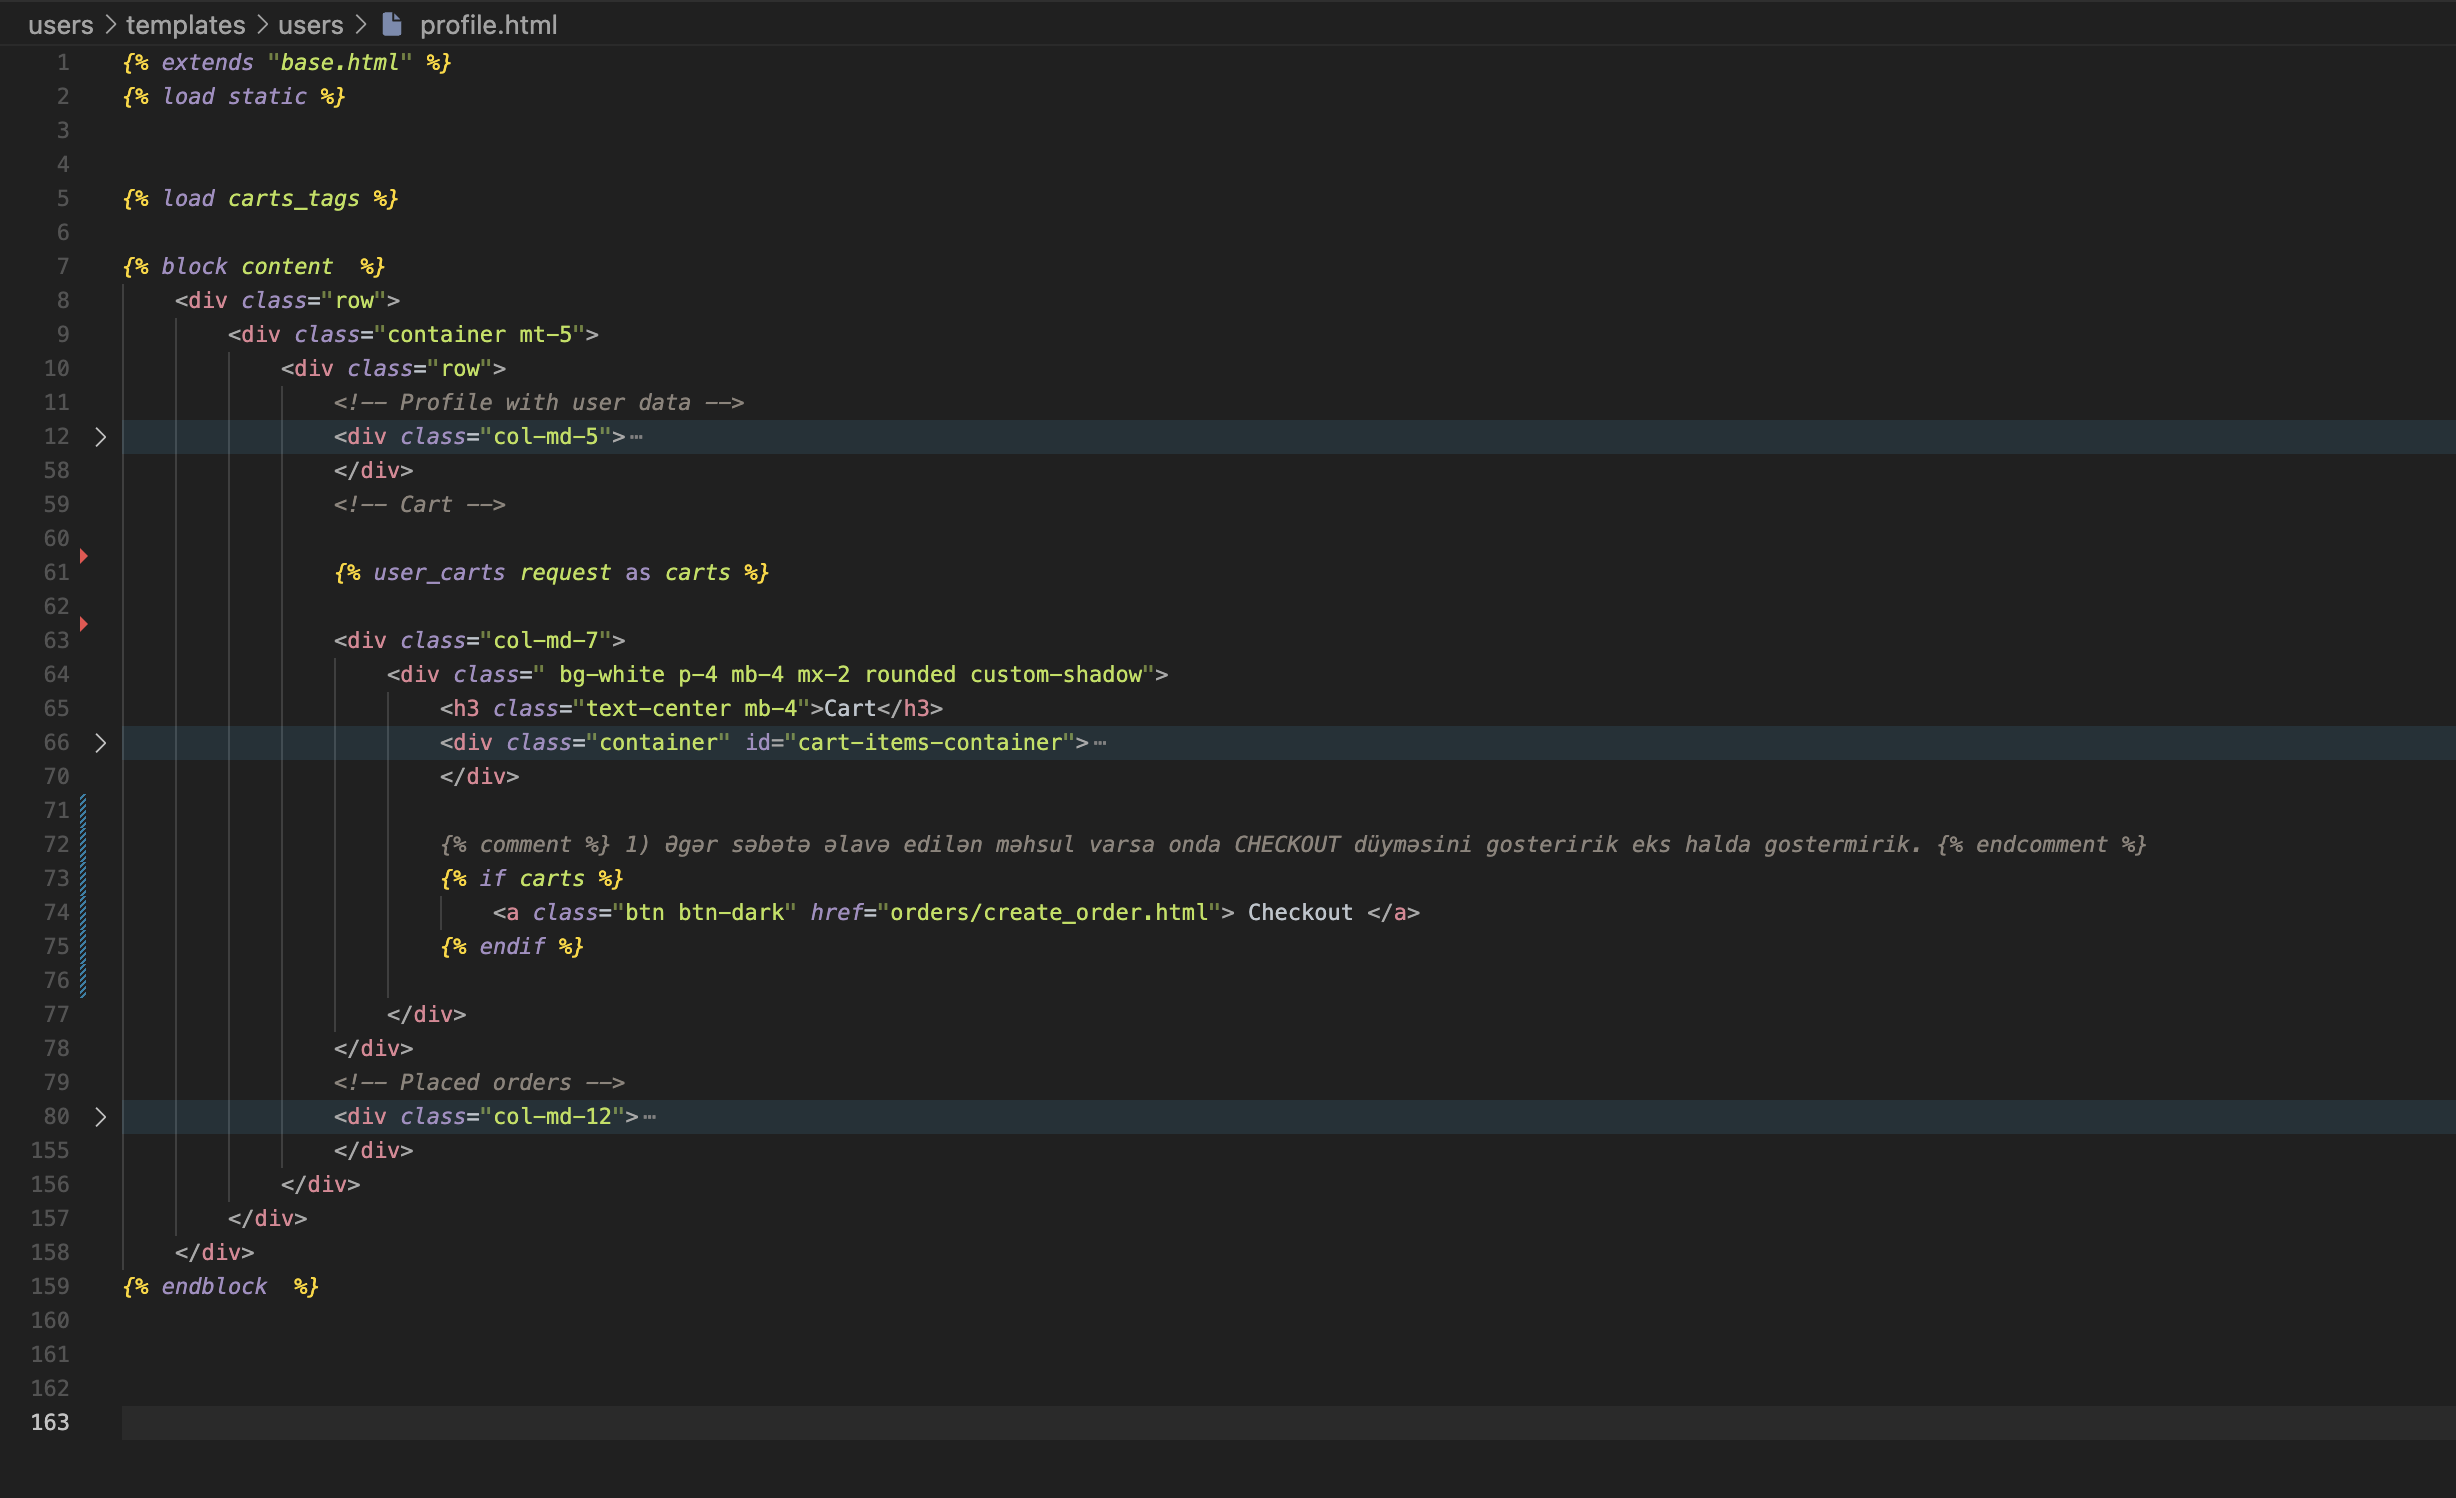 users > templates > users > profile.html
1 {% extends "base.html" %}
2 {% load static %}
3
4
5 {% load carts_tags %}
6
7 {% block content  %}
8     <div class="row">
9         <div class="container mt-5">
10             <div class="row">
11                 <!-- Profile with user data -->
12                 <div class="col-md-5">…
58                 </div>
59                 <!-- Cart -->
60
61                 {% user_carts request as carts %}
62
63                 <div class="col-md-7">
64                     <div class=" bg-white p-4 mb-4 mx-2 rounded custom-shadow">
65                         <h3 class="text-center mb-4">Cart</h3>
66                         <div class="container" id="cart-items-container">…
70                         </div>
71
72                         {% comment %} 1) Əgər səbətə əlavə edilən məhsul varsa onda CHECKOUT düyməsini gosteririk eks halda gostermirik. {% endcomment %}
73                         {% if carts %}
74                             <a class="btn btn-dark" href="orders/create_order.html"> Checkout </a>
75                         {% endif %}
76
77                     </div>
78                 </div>
79                 <!-- Placed orders -->
80                 <div class="col-md-12">…
155                 </div>
156             </div>
157         </div>
158     </div>
159 {% endblock  %}
160
161
162
163